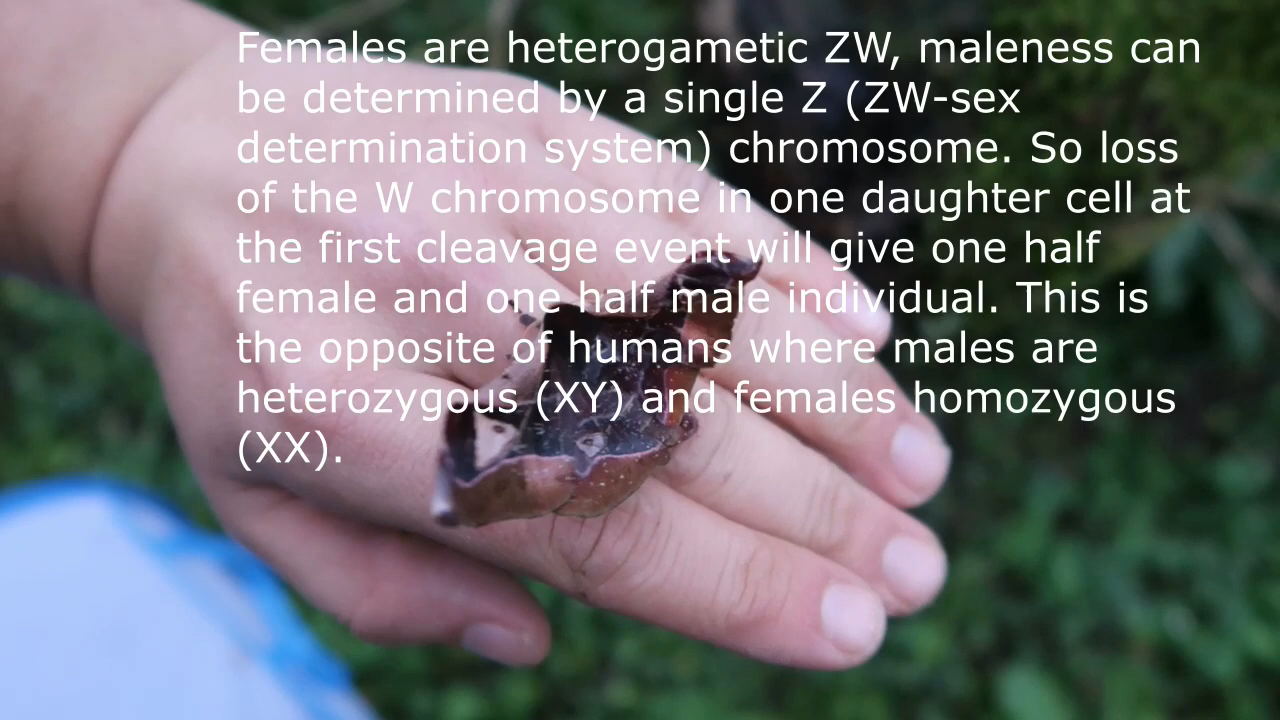 Females are heterogametic ZW, maleness can
be determined by a single Z (ZW-sex
determination system) chromosome. So loss
of the W chromosome in one daughter cell at
the first cleavage event will give one half
female and one half male individual. This is
the opposite of humans where males are
heterozygous (XY) and females homozygous
(XX).